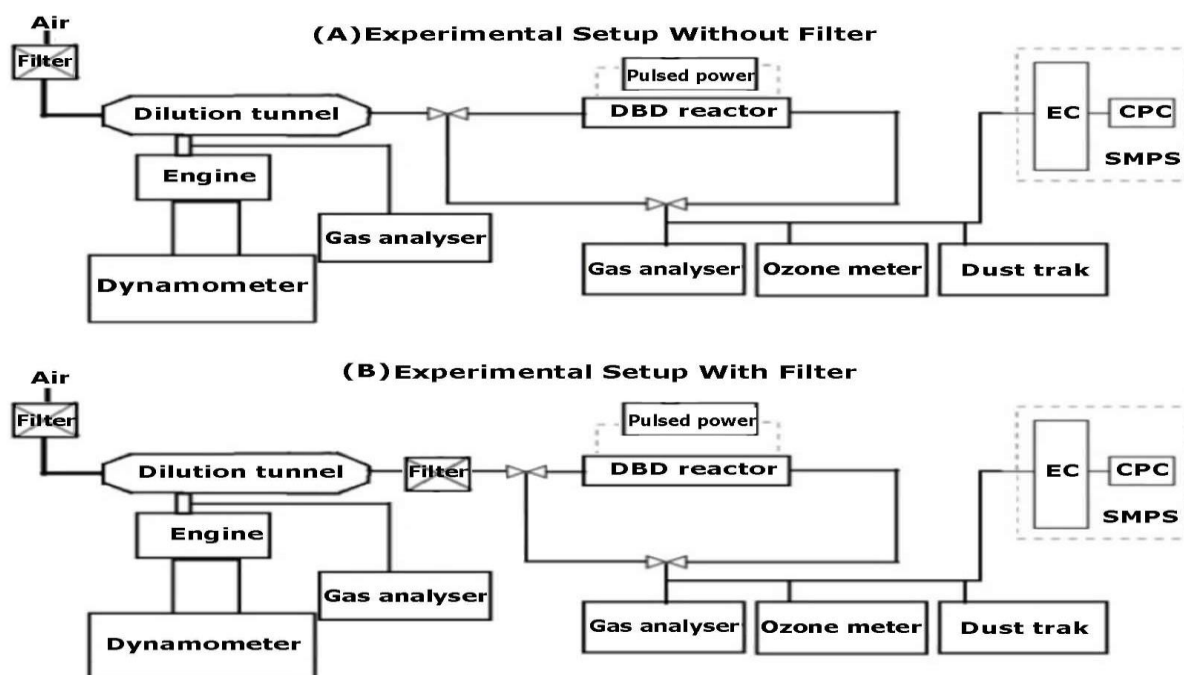 Air
(A)Experimental Setup Without Filter
Filter
Pulsed power
Dilution tunnel
DBD reactor
EC
CPC
SMPS
Engine
Gas analyser
Dynamometer
Gas analyser
Ozone meter
Dust trak
(B)Experimental Setup With Filter
Air
Filter
Pulsed power
Dilution tunnel
Filter
DBD reactor
EC
CPC
SMPS
Engine
Gas analyser
Dynamometer
Gas analyser
Ozone meter
Dust trak